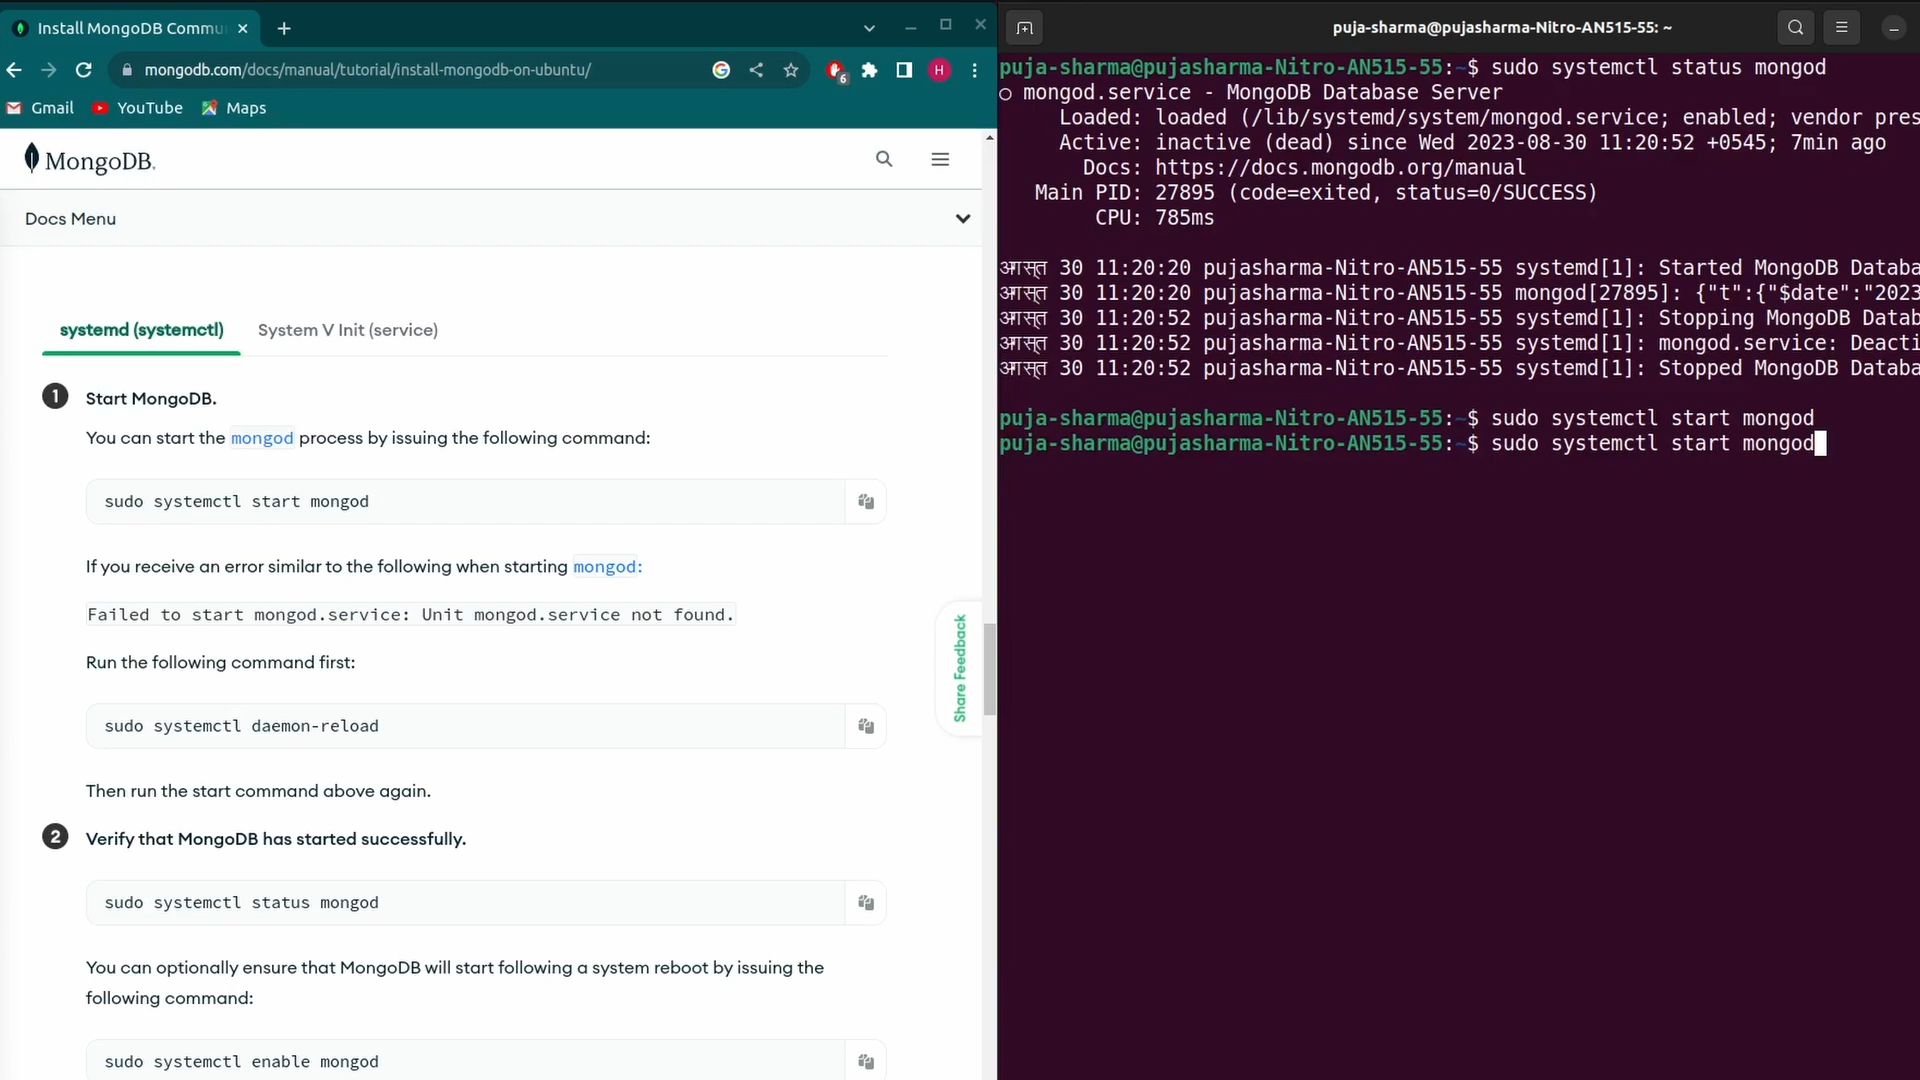 Install MongoDB Commu
mongodb.com/docs/manual/tutorial/install-mongodb-on-ubuntu/
6
H
Gmail
YouTube
Maps
MongoDB.
Docs Menu
systemd (systemctl)
System V Init (service)
1
Start MongoDB.
You can start the mongod process by issuing the following command:
sudo systemctl start mongod
If you receive an error similar to the following when starting mongod:
Failed to start mongod.service: Unit mongod.service not found.
Run the following command first:
sudo systemctl daemon-reload
Then run the start command above again.
2
Verify that MongoDB has started successfully.
sudo systemctl status mongod
You can optionally ensure that MongoDB will start following a system reboot by issuing the
following command:
sudo systemctl enable mongod
Share Feedback
puja-sharma@pujasharma-Nitro-AN515-55: ~
puja-sharma@pujasharma-Nitro-AN515-55:~$ sudo systemctl status mongod
○ mongod.service - MongoDB Database Server
Loaded: loaded (/lib/systemd/system/mongod.service; enabled; vendor pres
Active: inactive (dead) since Wed 2023-08-30 11:20:52 +0545; 7min ago
Docs: https://docs.mongodb.org/manual
Main PID: 27895 (code=exited, status=0/SUCCESS)
CPU: 785ms
अगस्त 30 11:20:20 pujasharma-Nitro-AN515-55 systemd[1]: Started MongoDB Databa
अगस्त 30 11:20:20 pujasharma-Nitro-AN515-55 mongod[27895]: {"t":{"$date":"2023
अगस्त 30 11:20:52 pujasharma-Nitro-AN515-55 systemd[1]: Stopping MongoDB Datab
अगस्त 30 11:20:52 pujasharma-Nitro-AN515-55 systemd[1]: mongod.service: Deacti
अगस्त 30 11:20:52 pujasharma-Nitro-AN515-55 systemd[1]: Stopped MongoDB Databa
puja-sharma@pujasharma-Nitro-AN515-55:~$ sudo systemctl start mongod
puja-sharma@pujasharma-Nitro-AN515-55:~$ sudo systemctl start mongod